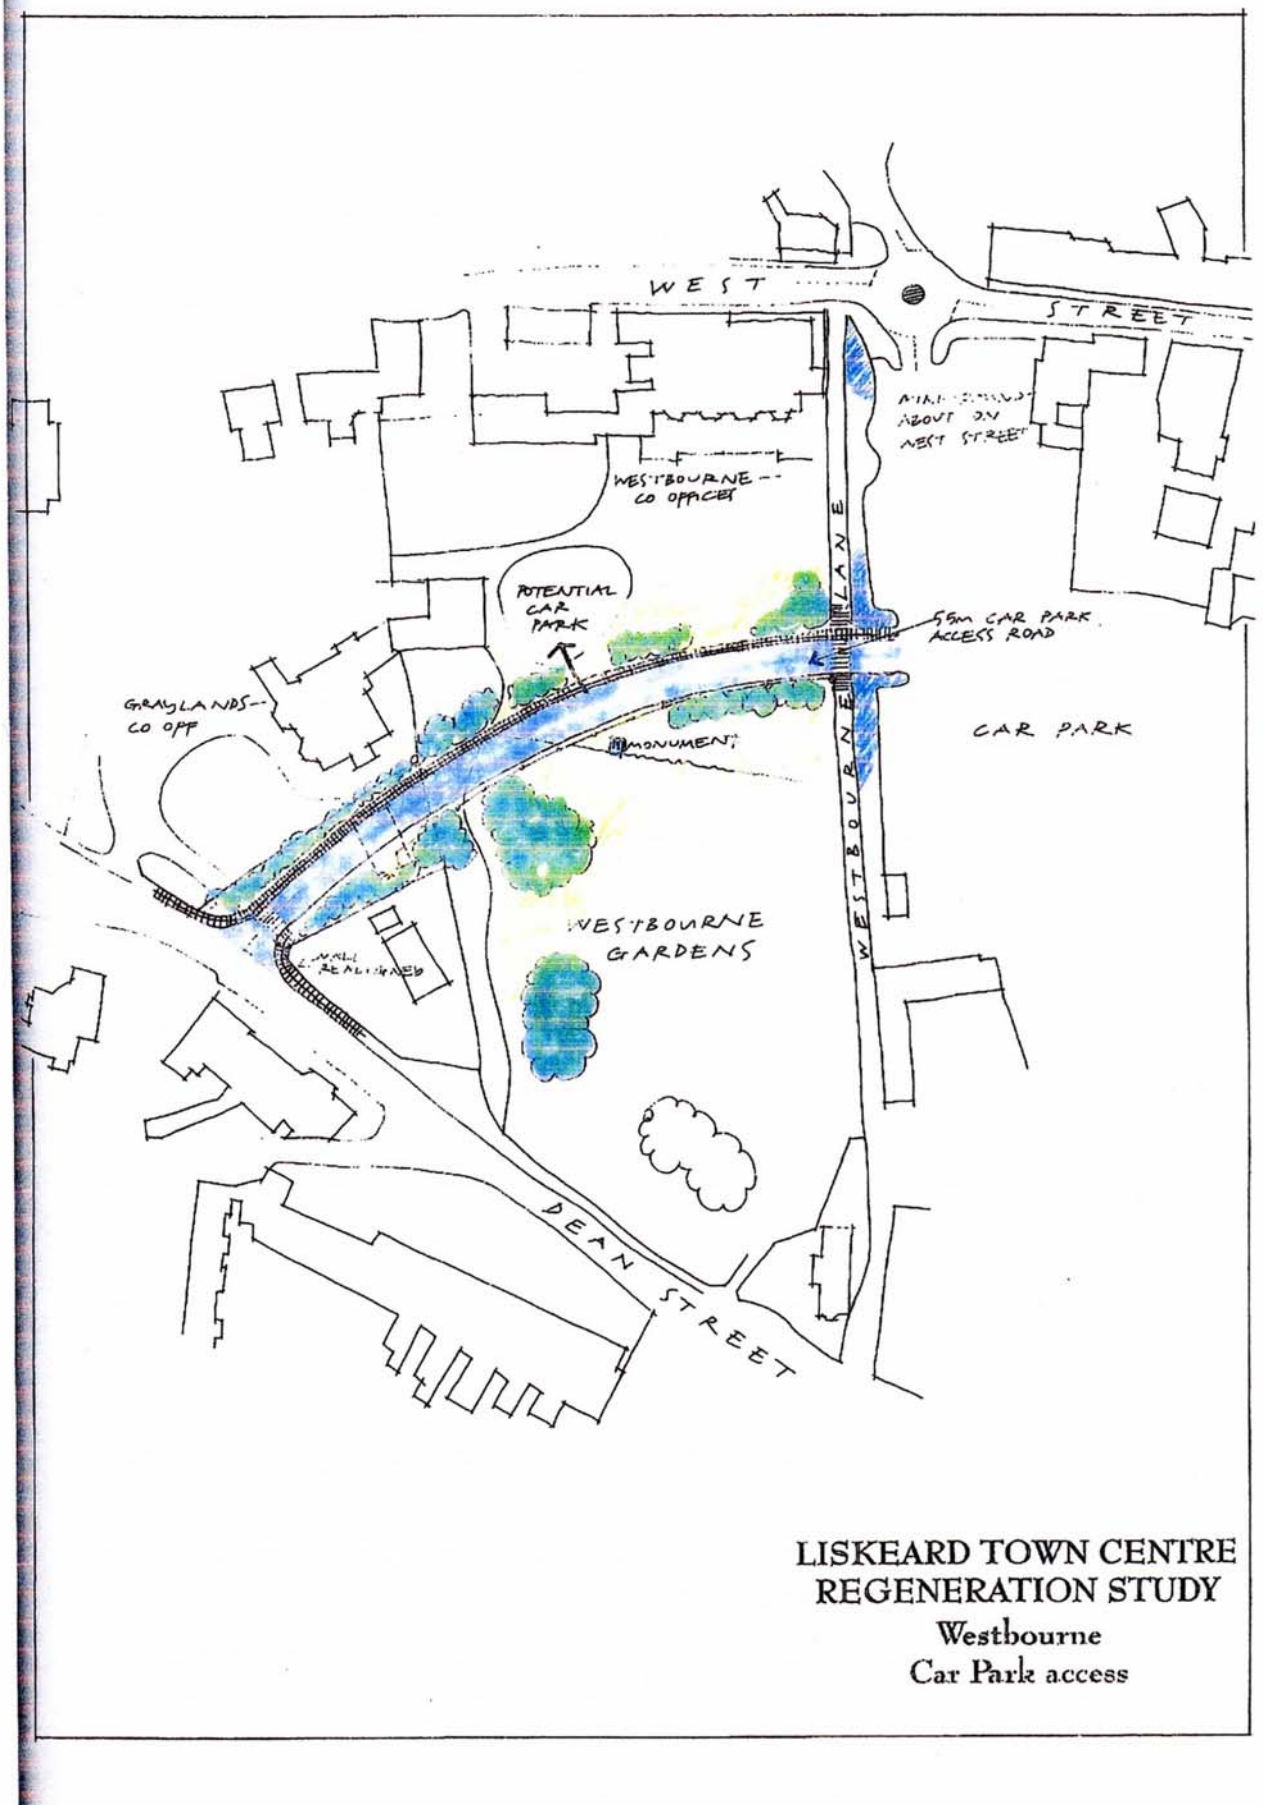 WEST
STREET
ABOUT ON
WEST STREET
WESTBOURNE
CO OFFICES
POTENTIAL
CAR
PARK
55M CAR PARK
ACCESS ROAD
GRAYLANDS
CO OFF
MONUMENT
CAR PARK
WESTBOURNE LANE
WESTBOURNE
GARDENS
WALL
REALIGNED
DEAN STREET
LISKEARD TOWN CENTRE
REGENERATION STUDY
Westbourne
Car Park access